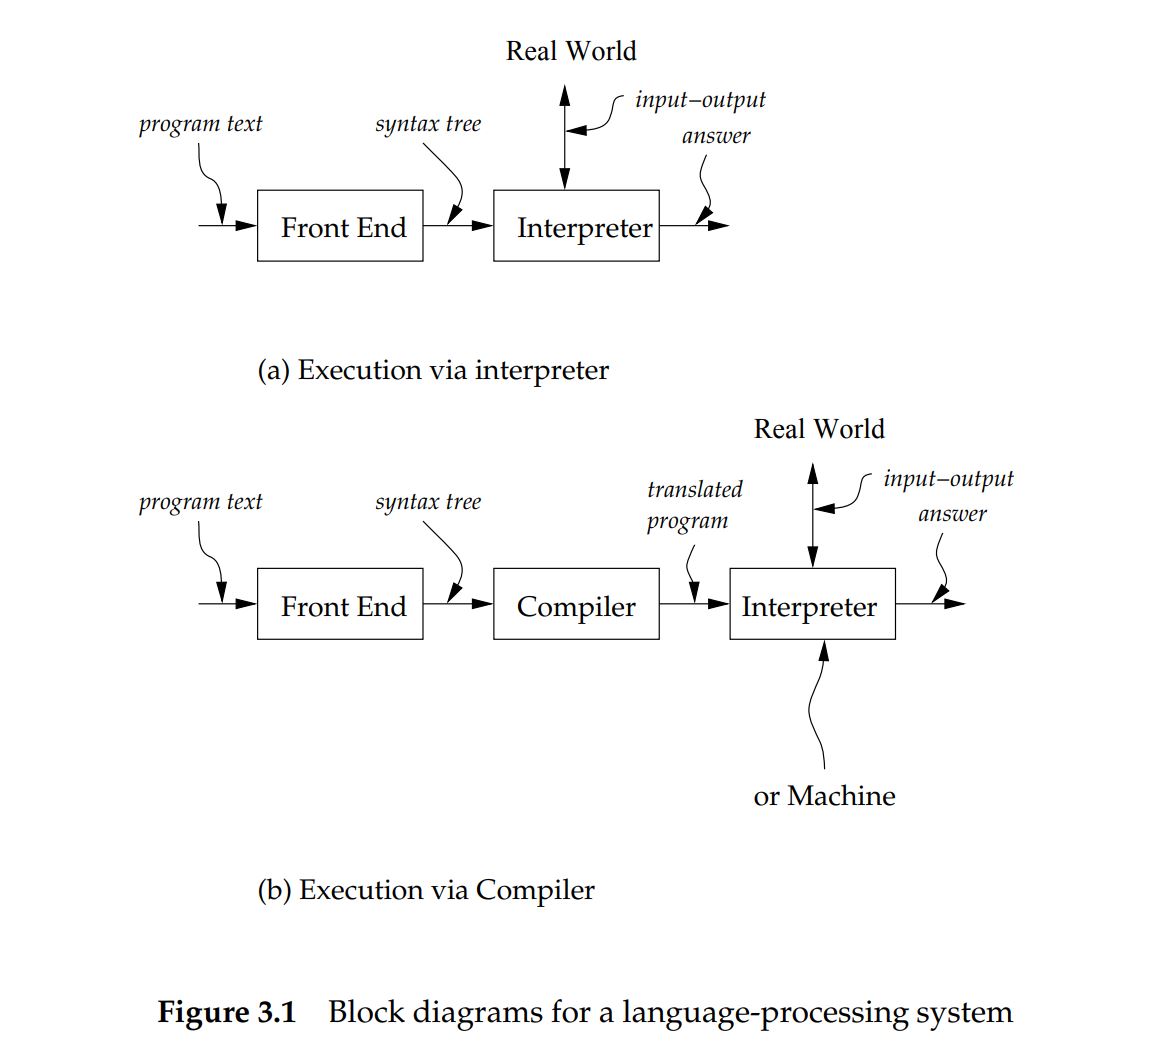 Real World
input–output
answer
program text
syntax tree
Front End
Interpreter
(a) Execution via interpreter
Real World
input–output
answer
program text
syntax tree
translated
program
Front End
Compiler
Interpreter
or Machine
(b) Execution via Compiler
Figure 3.1 Block diagrams for a language-processing system